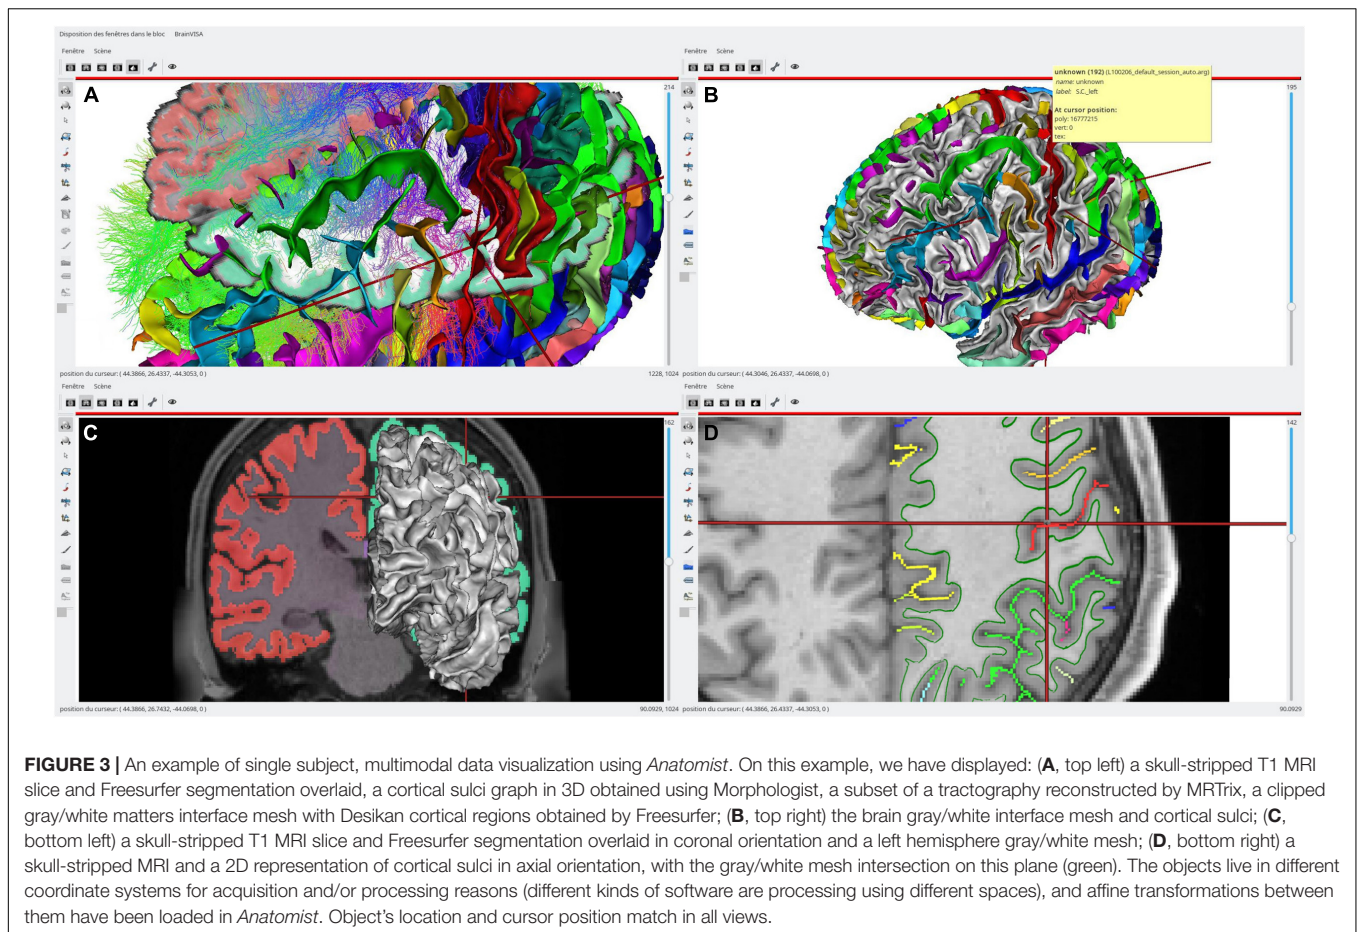 Disposition des fenêtres dans le bloc BrainVISA
Fenêtre Scène
A
214
position du curseur: ( 44.3866, 26.4337, -44.3053, 0 )
1228, 1024
Fenêtre Scène
B
unknown (192) (L100206_default_session_auto.arg)
name: unknown
label: S.C._left
At cursor position:
poly: 16777215
vert: 0
tex:
195
position du curseur: ( 44.3046, 26.4337, -44.0698, 0 )
Fenêtre Scène
C
162
position du curseur: ( 44.3866, 26.7432, -44.0698, 0 )
90.0929, 1024
Fenêtre Scène
D
142
position du curseur: ( 44.3866, 26.4337, -44.3053, 0 )
90.0929
FIGURE 3 | An example of single subject, multimodal data visualization using Anatomist. On this example, we have displayed: (A, top left) a skull-stripped T1 MRI
slice and Freesurfer segmentation overlaid, a cortical sulci graph in 3D obtained using Morphologist, a subset of a tractography reconstructed by MRTrix, a clipped
gray/white matters interface mesh with Desikan cortical regions obtained by Freesurfer; (B, top right) the brain gray/white interface mesh and cortical sulci; (C,
bottom left) a skull-stripped T1 MRI slice and Freesurfer segmentation overlaid in coronal orientation and a left hemisphere gray/white mesh; (D, bottom right) a
skull-stripped MRI and a 2D representation of cortical sulci in axial orientation, with the gray/white mesh intersection on this plane (green). The objects live in different
coordinate systems for acquisition and/or processing reasons (different kinds of software are processing using different spaces), and affine transformations between
them have been loaded in Anatomist. Object's location and cursor position match in all views.